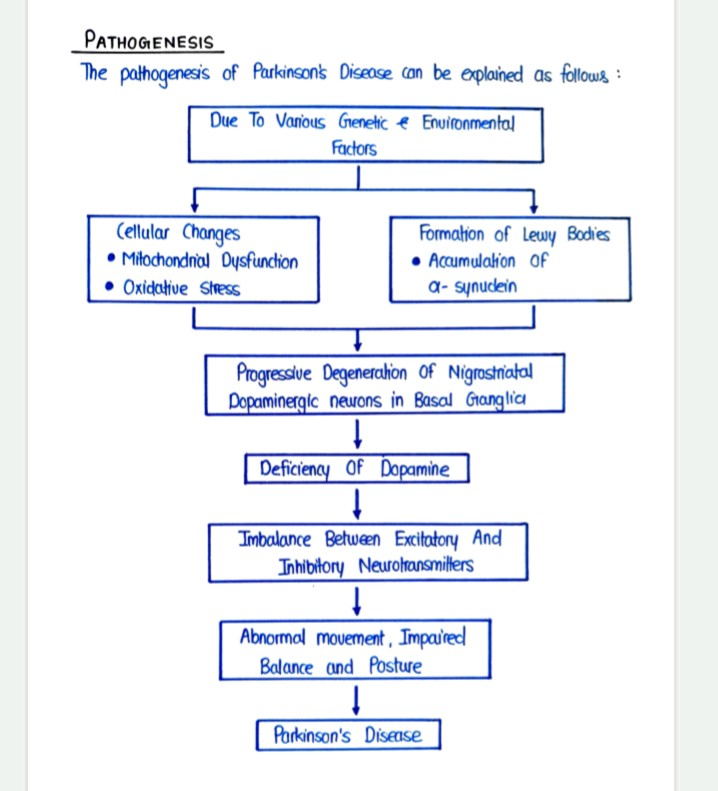 PATHOGENESIS
The pathogenesis of Parkinson's Disease can be explained as follows :
Due To Various Genetic & Environmental
Factors
Cellular Changes
• Mitochondrial Dysfunction
• Oxidative Stress
Formation of Lewy Bodies
• Accumulation Of
α- synuclein
Progressive Degeneration Of Nigrostriatal
Dopaminergic neurons in Basal Ganglia
Deficiency Of Dopamine
Imbalance Between Excitatory And
Inhibitory Neurotransmitters
Abnormal movement, Impaired
Balance and Posture
Parkinson's Disease